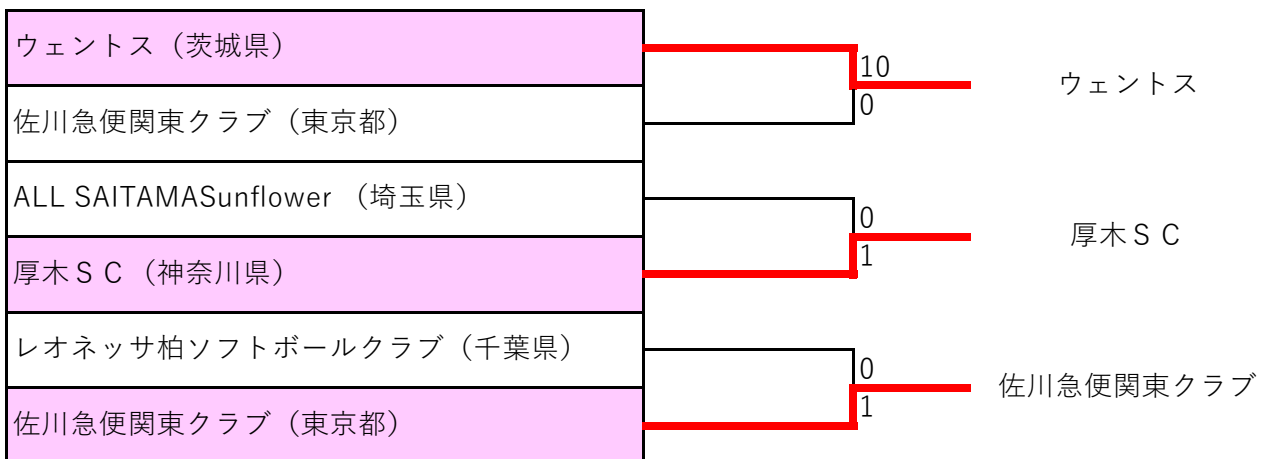 ウェントス（茨城県）
10
ウェントス
佐川急便関東クラブ（東京都）
0
ALL SAITAMASunflower （埼玉県）
0
厚木ＳＣ
厚木ＳＣ（神奈川県）
1
レオネッサ柏ソフトボールクラブ（千葉県）
0
佐川急便関東クラブ
佐川急便関東クラブ（東京都）
1